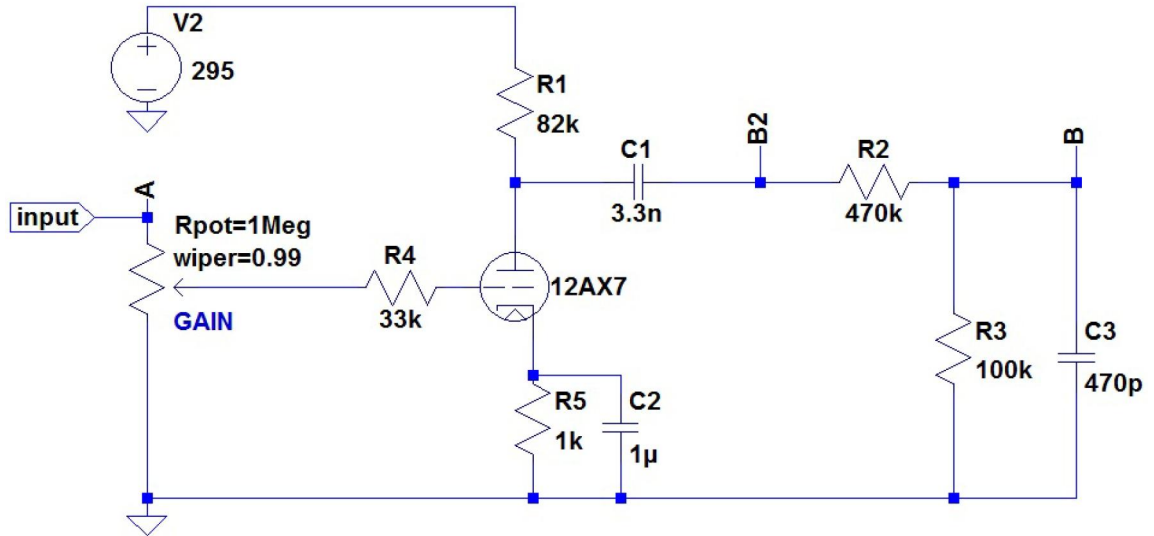 V2
295
R1
82k
B2
B
C1
R2
A
3.3n
470k
input
Rpot=1Meg
wiper=0.99
R4
12AX7
GAIN
33k
R3
100k
C3
470p
R5
1k
C2
1µ